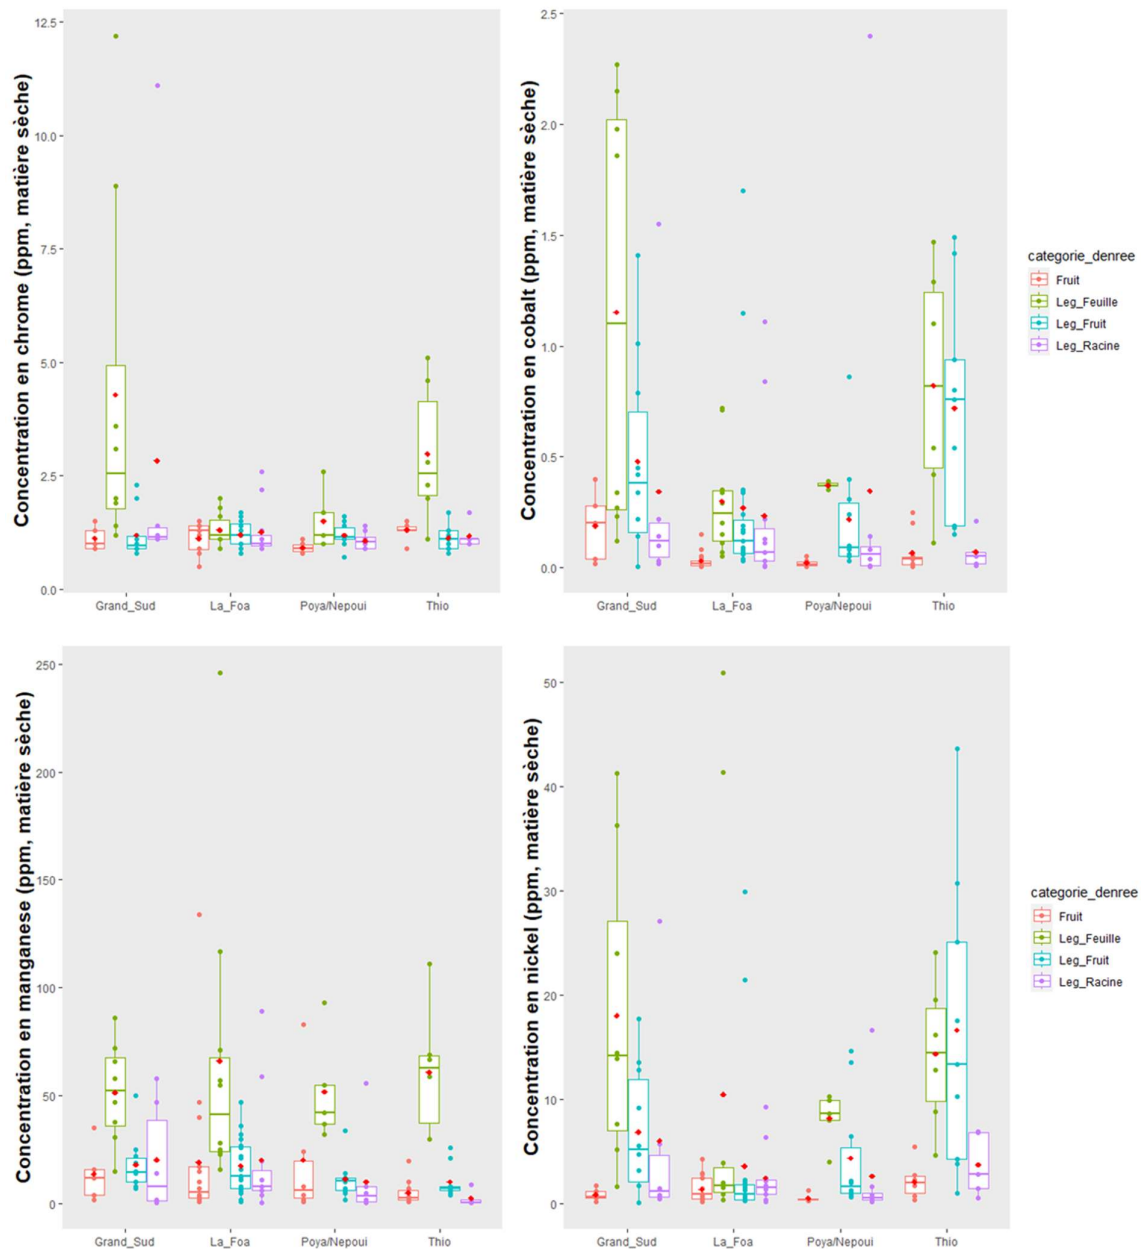 Concentration en chrome (ppm, matière sèche)
12.5
10.0
7.5
5.0
2.5
0.0
Grand_Sud La_Foa Poya/Nepoui Thio
Concentration en cobalt (ppm, matière sèche)
2.5
2.0
1.5
1.0
0.5
0.0
Grand_Sud La_Foa Poya/Nepoui Thio
categorie_denree
Fruit
Leg_Feuille
Leg_Fruit
Leg_Racine
Concentration en manganese (ppm, matière sèche)
250
200
150
100
50
0
Grand_Sud La_Foa Poya/Nepoui Thio
Concentration en nickel (ppm, matière sèche)
50
40
30
20
10
0
Grand_Sud La_Foa Poya/Nepoui Thio
categorie_denree
Fruit
Leg_Feuille
Leg_Fruit
Leg_Racine